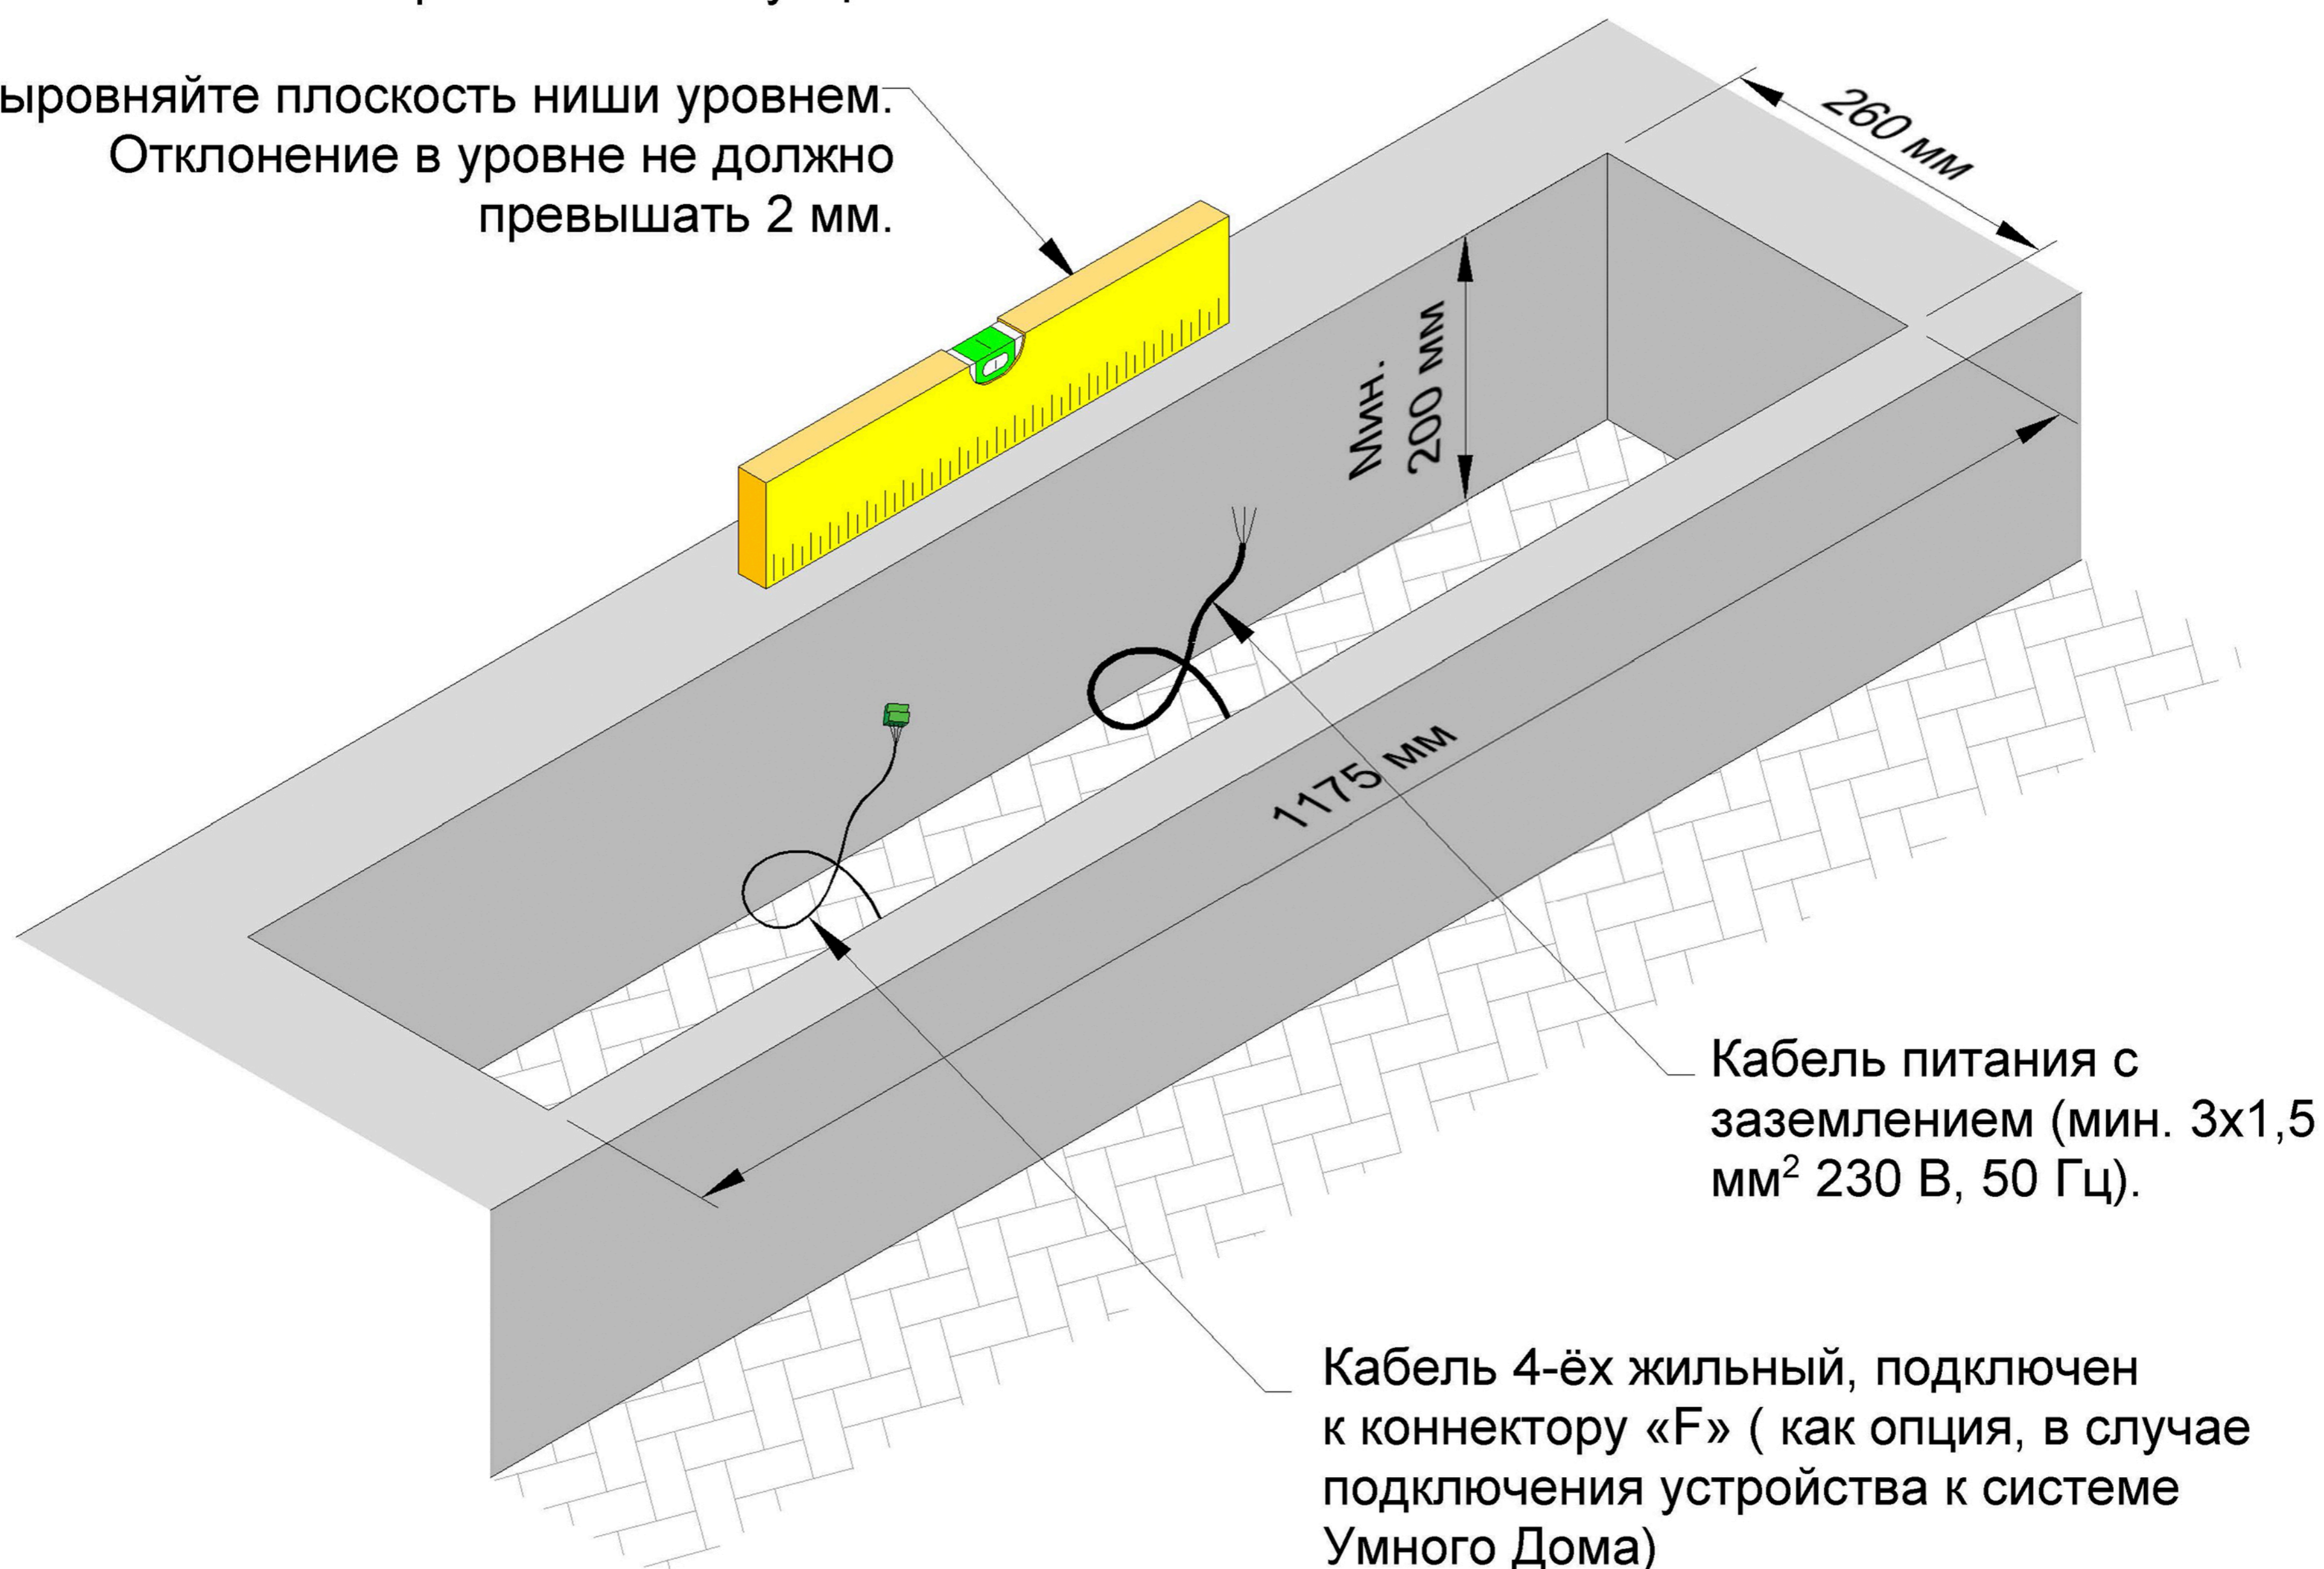 ыровняйте плоскость ниши уровнем.
Отклонение в уровне не должно
превышать 2 мм.
260 мм
Мин.
200 мм
1175 мм
Кабель питания с
заземлением (мин. 3х1,5
мм² 230 В, 50 Гц).
Кабель 4-ёх жильный, подключен
к коннектору «F» ( как опция, в случае
подключения устройства к системе
Умного Дома)